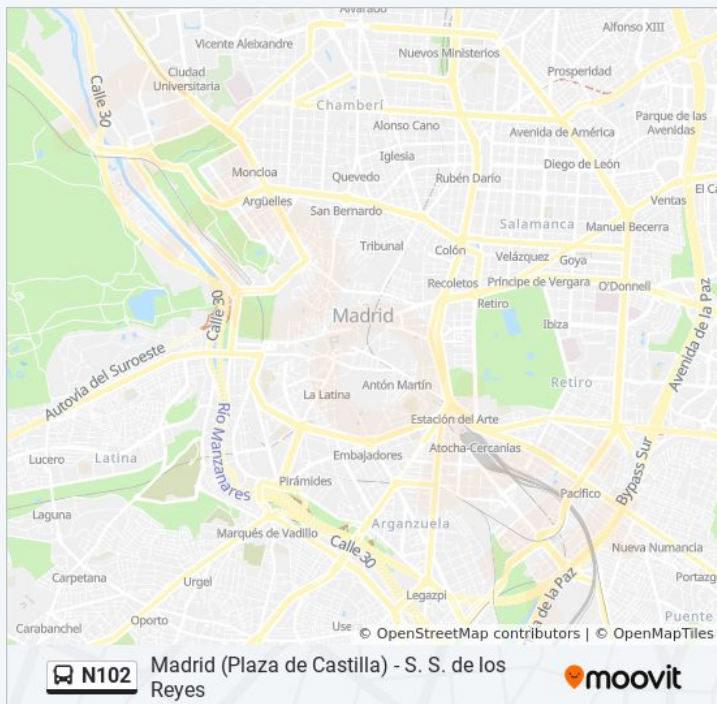 Alvarado
Alfonso XIII
Vicente Aleixandre
Nuevos Ministerios
Calle 30
Ciudad
Universitaria
Prosperidad
Chamberí
Parque de las
Avenidas
Alonso Cano
Avenida de América
Iglesia
Diego de León
Moncloa
Quevedo
Rubén Darío
Ventas
El Ca
Argüelles
San Bernardo
Salamanca
Manuel Becerra
Tribunal
Colón
Velázquez
Goya
Recoletos
Príncipe de Vergara
O'Donnell
Calle 30
Madrid
Retiro
Ibiza
Avenida de la Paz
Autovía del Suroeste
La Latina
Antón Martín
Retiro
Río Manzanares
Estación del Arte
Lucero
Latina
Embajadores
Atocha-Cercanías
Bypass Sur
Pirámides
Pacífico
Laguna
Marqués de Vadillo
Arganzuela
Calle 30
Nueva Numancia
Carpetana
Urgel
Legazpi
a de la Paz
Portazg
Carabanchel
Oporto
Use
Puente
© OpenStreetMap contributors | © OpenMapTiles
N102
Madrid (Plaza de Castilla) - S. S. de los
Reyes
moovit